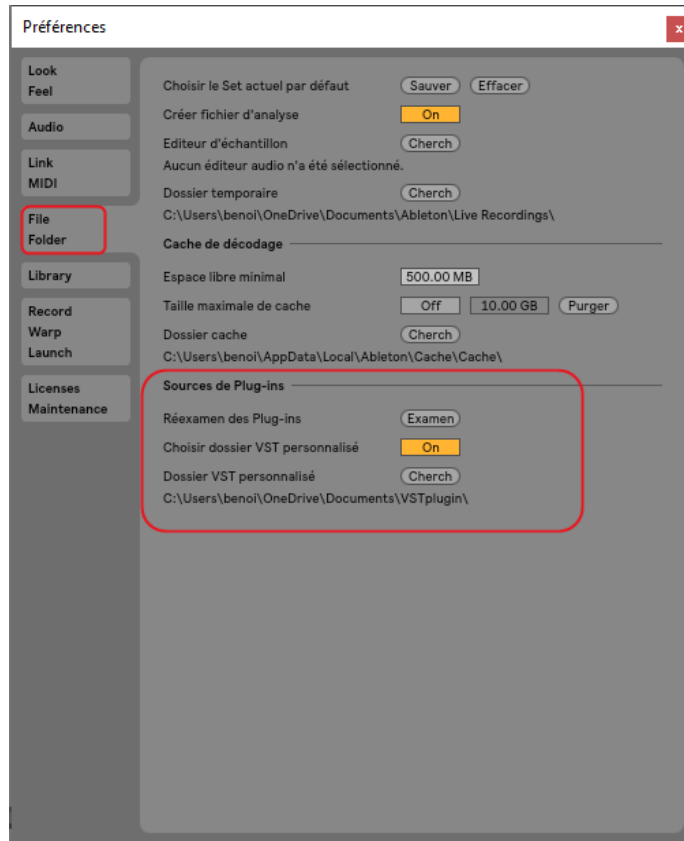 Préférences
x
Look
Feel
Audio
Link
MIDI
File
Folder
Library
Record
Warp
Launch
Licenses
Maintenance
Choisir le Set actuel par défaut Sauver Effacer
Créer fichier d'analyse On
Editeur d'échantillon Cherch
Aucun éditeur audio n'a été sélectionné.
Dossier temporaire Cherch
C:\Users\benoi\OneDrive\Documents\Ableton\Live Recordings\
Cache de décodage
Espace libre minimal 500.00 MB
Taille maximale de cache Off 10.00 GB Purger
Dossier cache Cherch
C:\Users\benoi\AppData\Local\Ableton\Cache\Cache\
Sources de Plug-ins
Réexamen des Plug-ins Examen
Choisir dossier VST personnalisé On
Dossier VST personnalisé Cherch
C:\Users\benoi\OneDrive\Documents\VSTplugin\